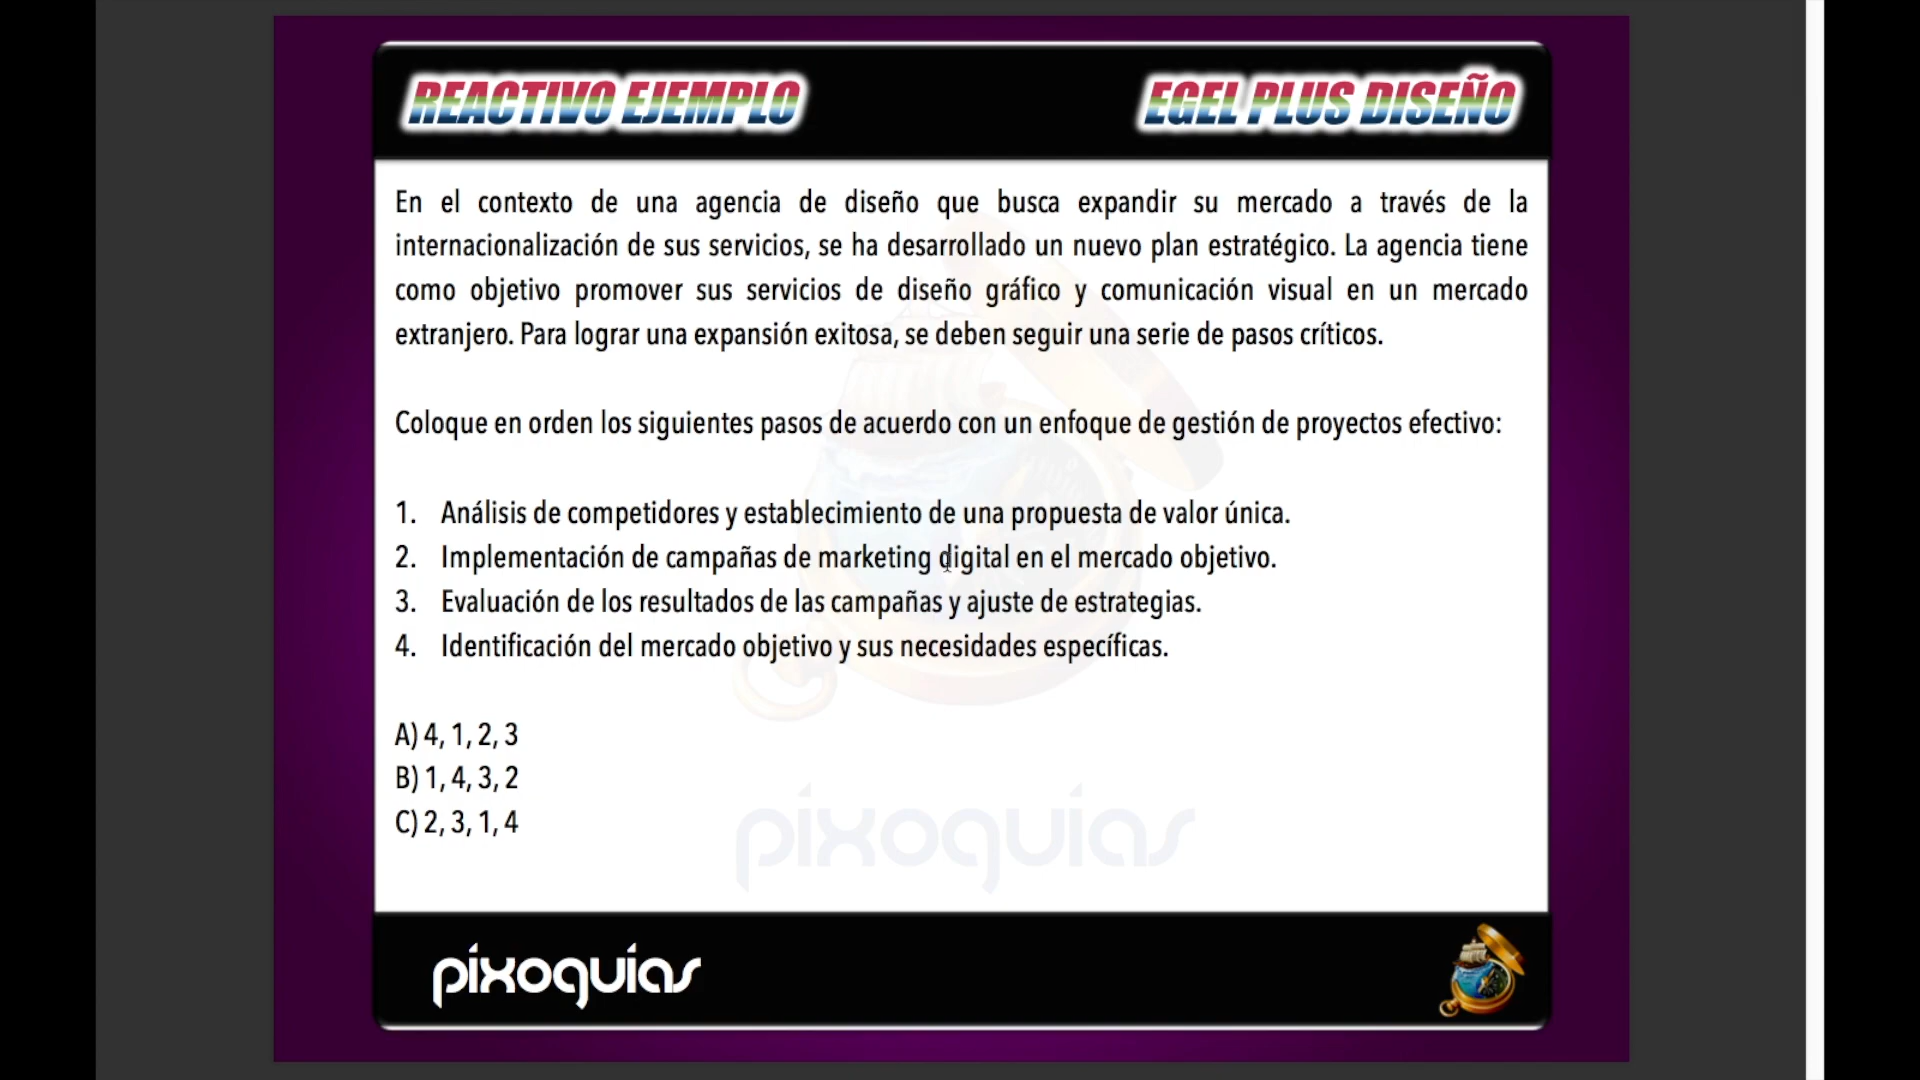 REACTIVO EJEMPLO
EGEL PLUS DISEÑO
En el contexto de una agencia de diseño que busca expandir su mercado a través de la
internacionalización de sus servicios, se ha desarrollado un nuevo plan estratégico. La agencia tiene
como objetivo promover sus servicios de diseño gráfico y comunicación visual en un mercado
extranjero. Para lograr una expansión exitosa, se deben seguir una serie de pasos críticos.
Coloque en orden los siguientes pasos de acuerdo con un enfoque de gestión de proyectos efectivo:
1. Análisis de competidores y establecimiento de una propuesta de valor única.
2. Implementación de campañas de marketing digital en el mercado objetivo.
3. Evaluación de los resultados de las campañas y ajuste de estrategias.
4. Identificación del mercado objetivo y sus necesidades específicas.
A) 4, 1, 2, 3
B) 1, 4, 3, 2
C) 2, 3, 1, 4
pixoguías
pixoguías